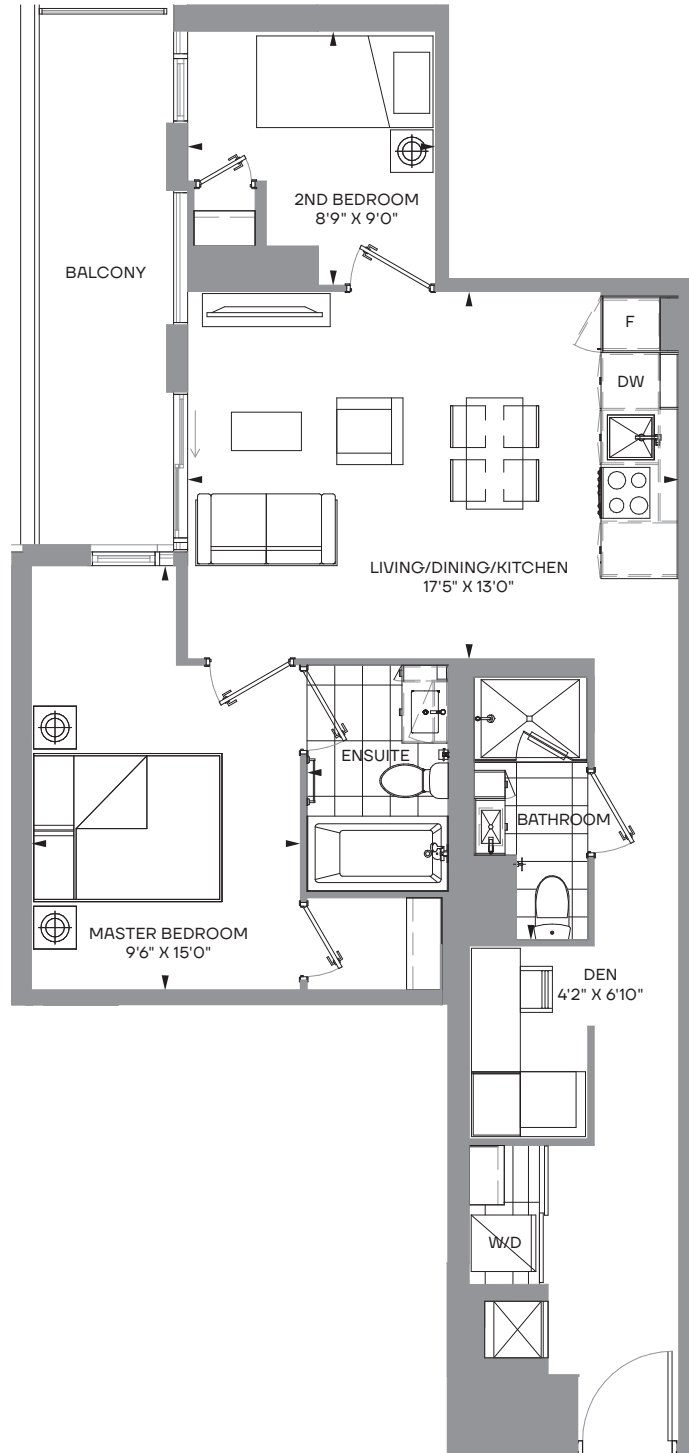 2ND BEDROOM
8'9" X 9'0"
BALCONY
F
DW
LIVING/DINING/KITCHEN
17'5" X 13'0"
ENSUITE
BATHROOM
MASTER BEDROOM
9'6" X 15'0"
DEN
4'2" X 6'10"
W/D